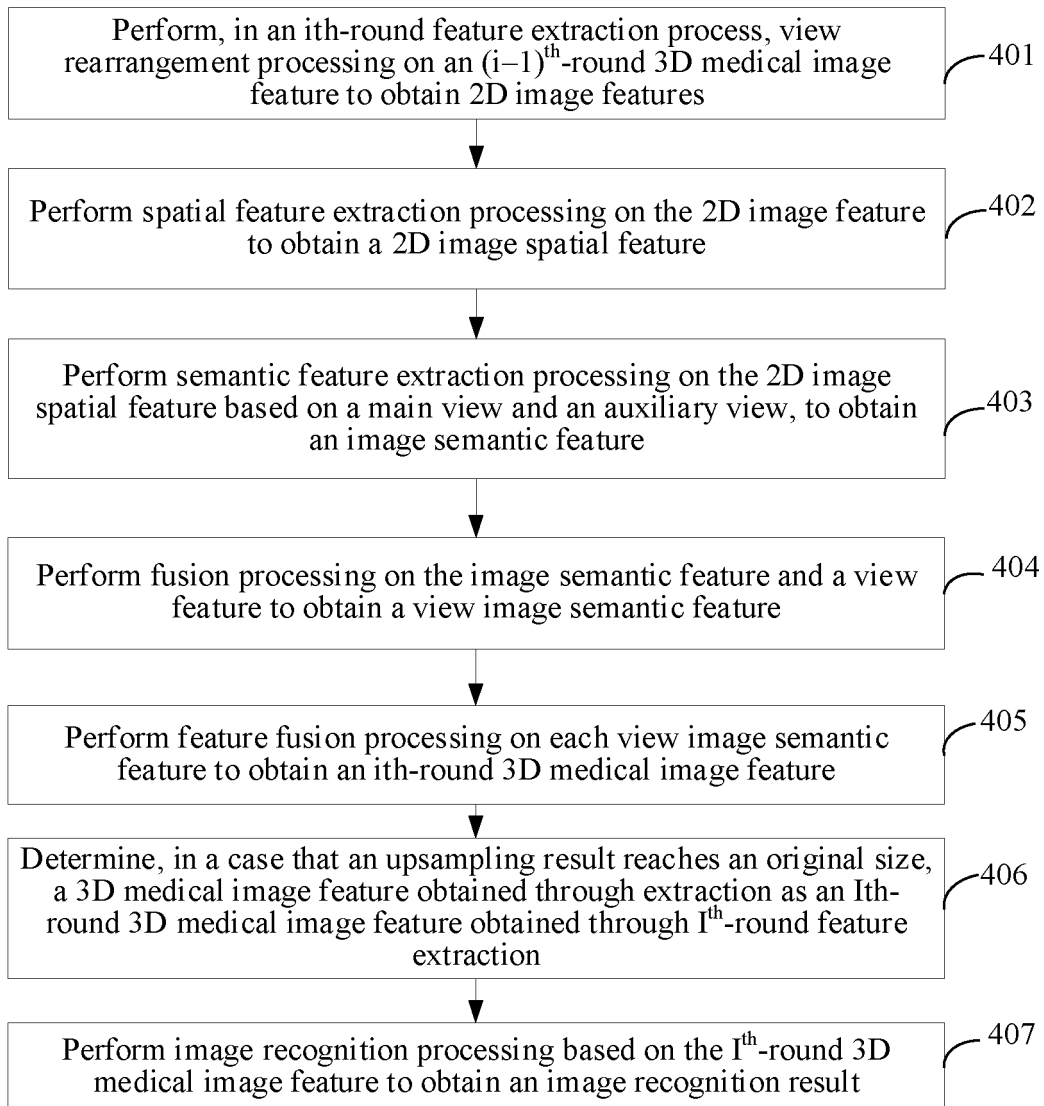 Perform, in an ith-round feature extraction process, view
rearrangement processing on an (i–1)th-round 3D medical image
feature to obtain 2D image features
401
Perform spatial feature extraction processing on the 2D image feature
to obtain a 2D image spatial feature
402
Perform semantic feature extraction processing on the 2D image
spatial feature based on a main view and an auxiliary view, to obtain
an image semantic feature
403
Perform fusion processing on the image semantic feature and a view
feature to obtain a view image semantic feature
404
Perform feature fusion processing on each view image semantic
feature to obtain an ith-round 3D medical image feature
405
Determine, in a case that an upsampling result reaches an original size,
a 3D medical image feature obtained through extraction as an Ith-
round 3D medical image feature obtained through Ith-round feature
extraction
406
Perform image recognition processing based on the Ith-round 3D
medical image feature to obtain an image recognition result
407